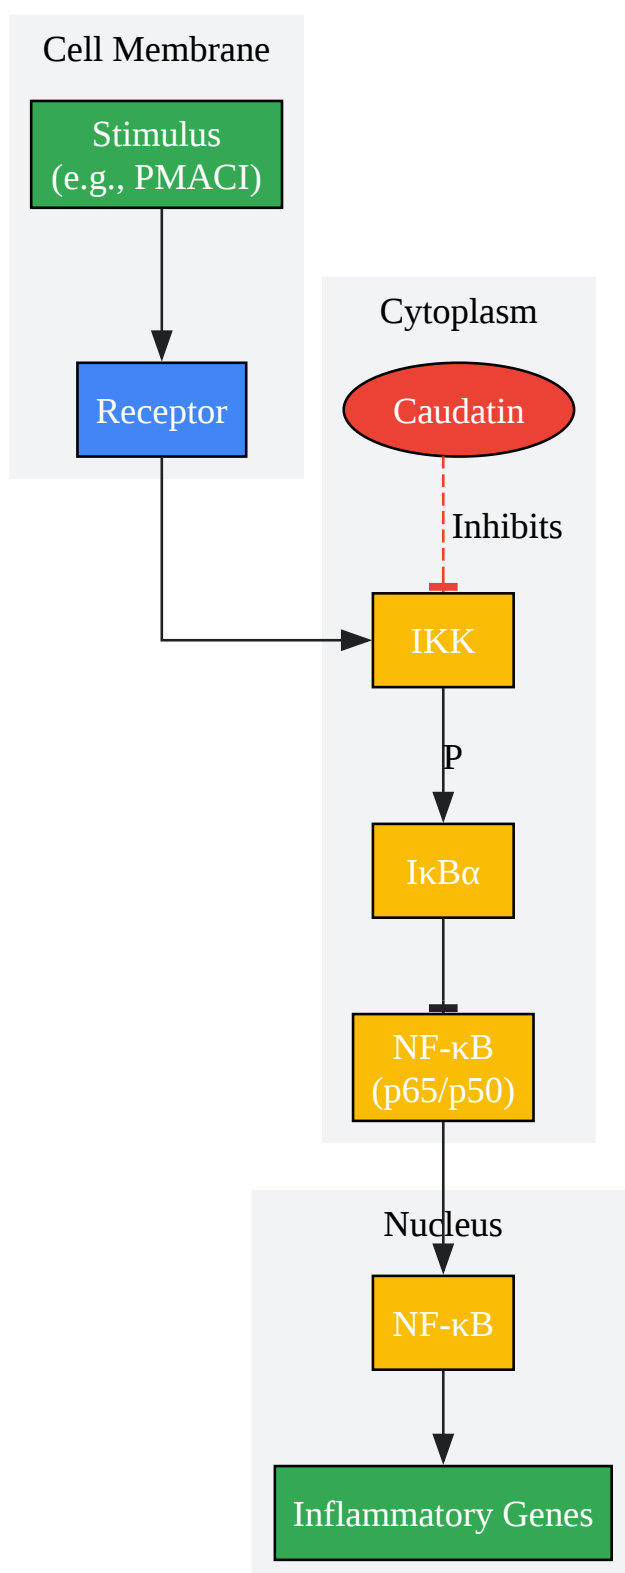 Cell Membrane
Stimulus
(e.g., PMACI)
Receptor
Cytoplasm
Caudatin
Inhibits
IKK
P
IκBα
NF-κB
(p65/p50)
Nucleus
NF-κB
Inflammatory Genes